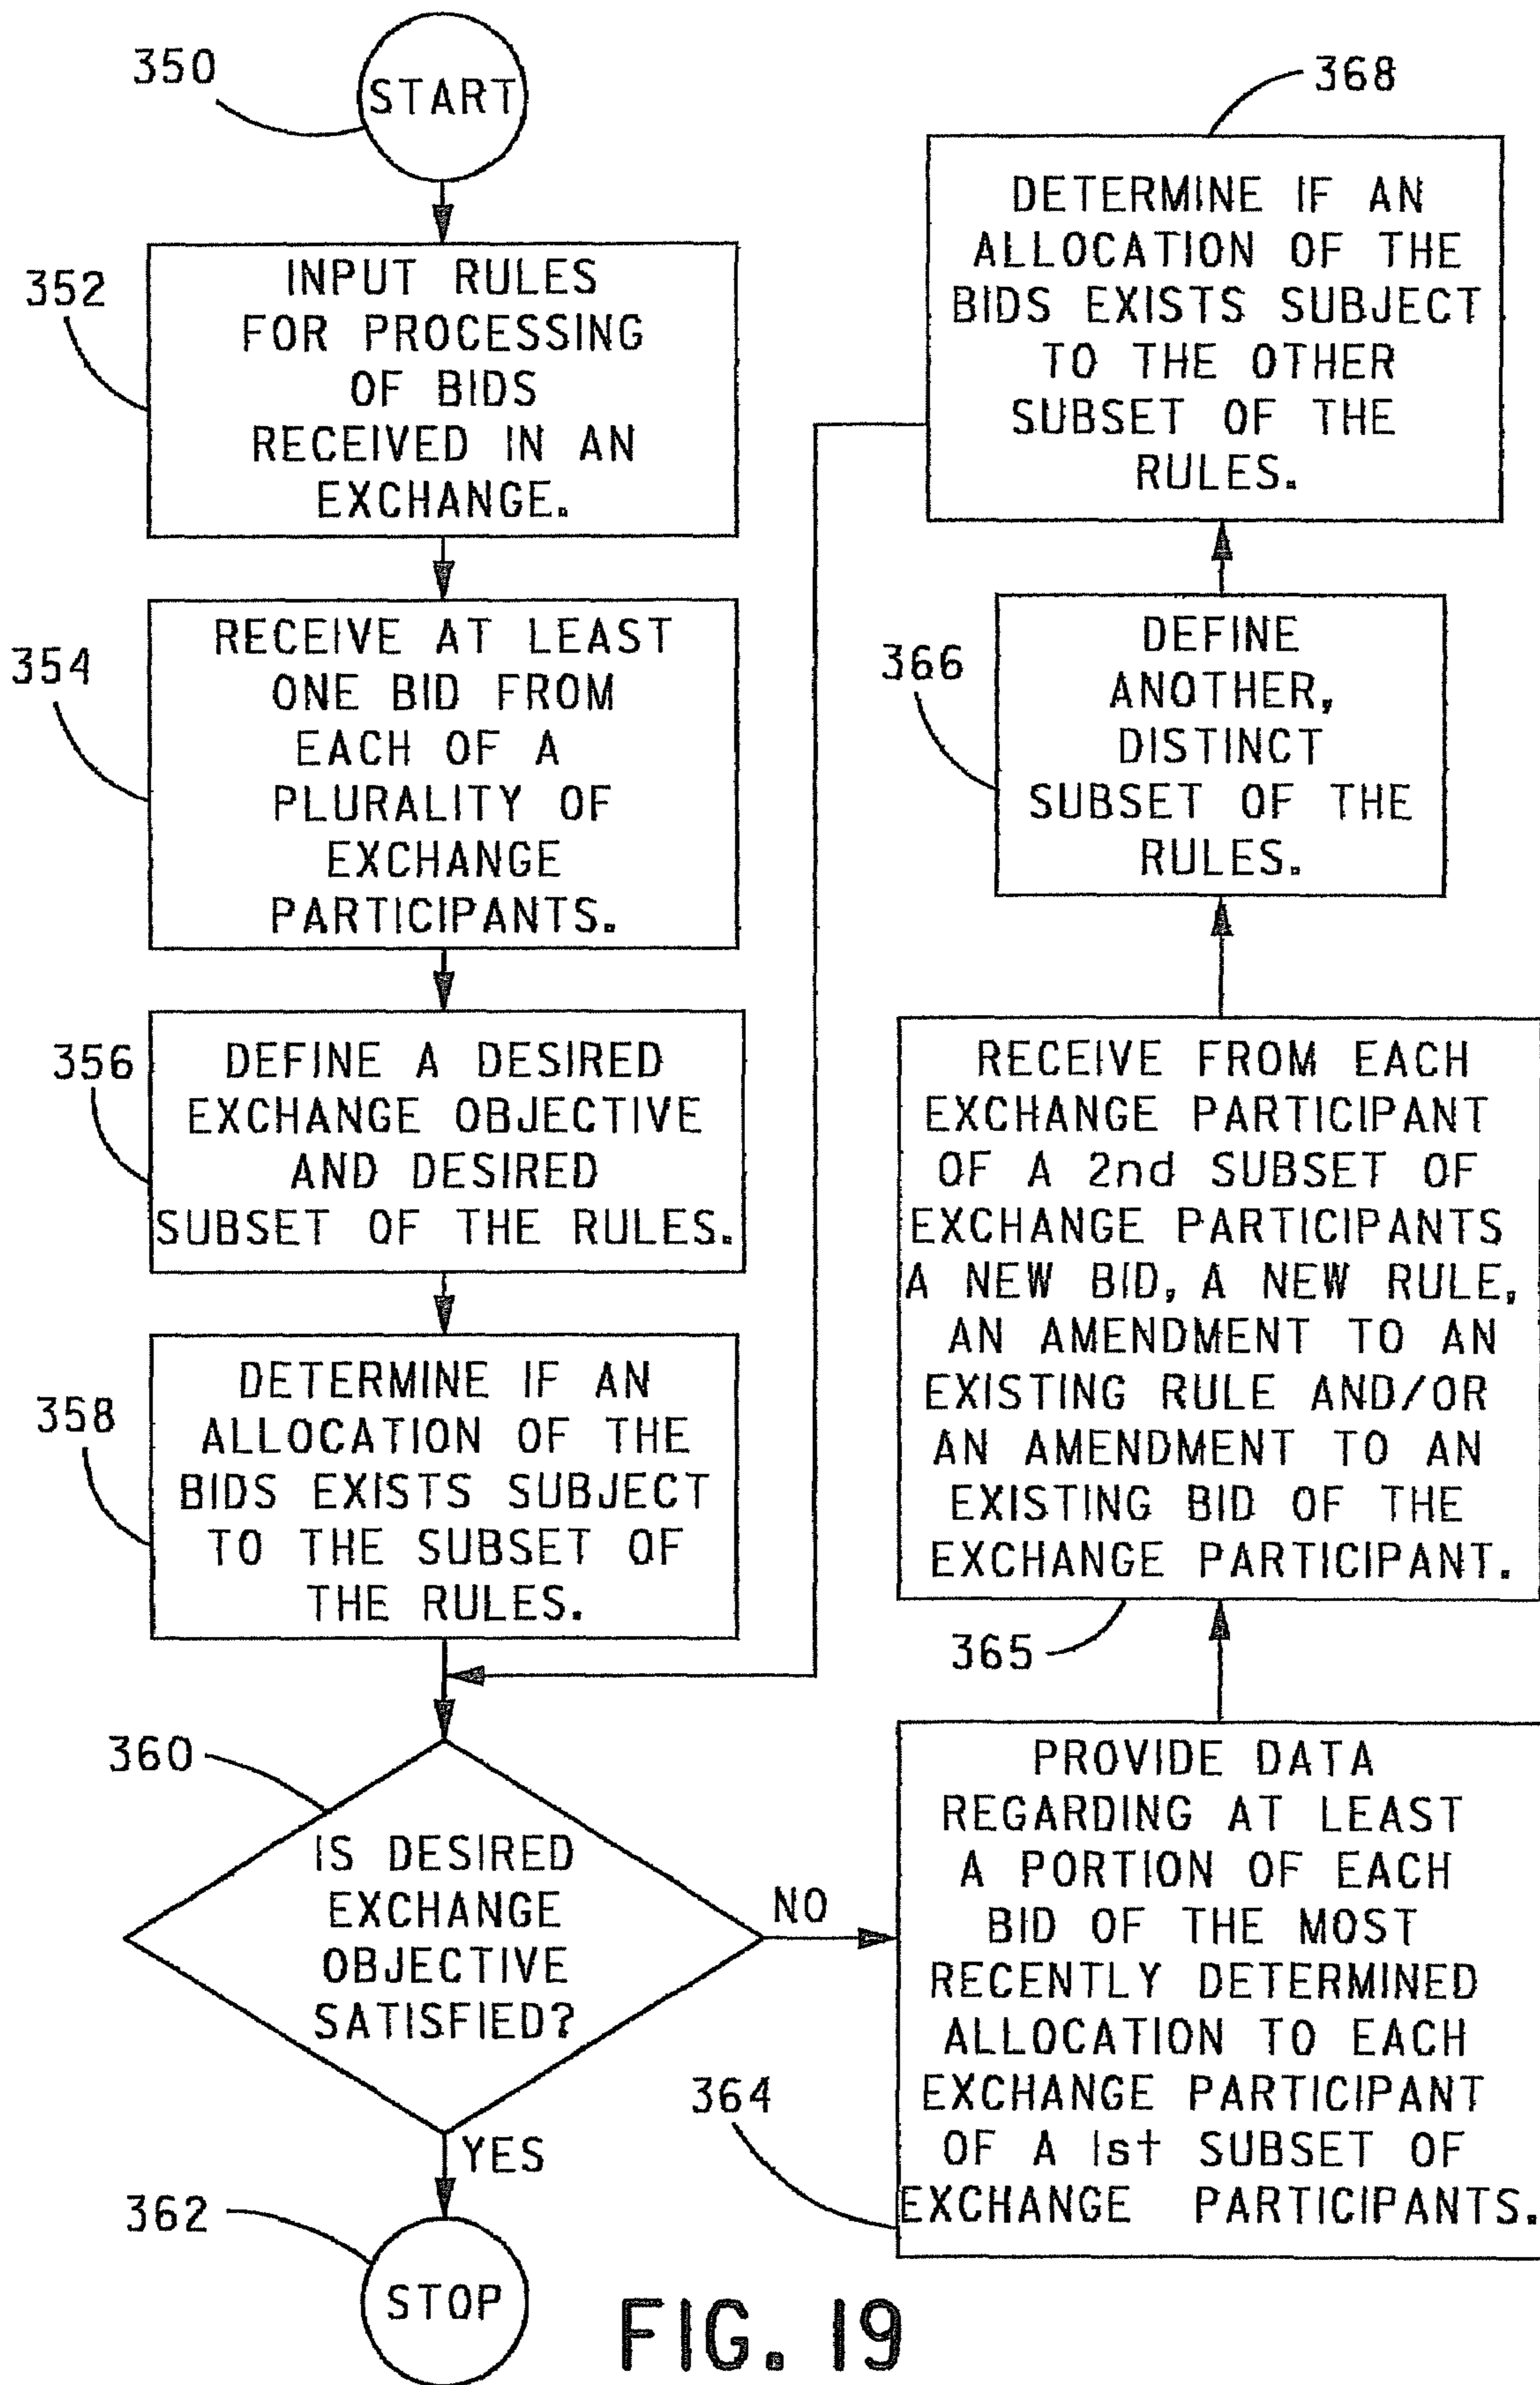 350
START
352
INPUT RULES
FOR PROCESSING
OF BIDS
RECEIVED IN AN
EXCHANGE.
354
RECEIVE AT LEAST
ONE BID FROM
EACH OF A
PLURALITY OF
EXCHANGE
PARTICIPANTS.
356
DEFINE A DESIRED
EXCHANGE OBJECTIVE
AND DESIRED
SUBSET OF THE RULES.
358
DETERMINE IF AN
ALLOCATION OF THE
BIDS EXISTS SUBJECT
TO THE SUBSET OF
THE RULES.
360
IS DESIRED
EXCHANGE
OBJECTIVE
SATISFIED?
NO
YES
362
STOP
364
PROVIDE DATA
REGARDING AT LEAST
A PORTION OF EACH
BID OF THE MOST
RECENTLY DETERMINED
ALLOCATION TO EACH
EXCHANGE PARTICIPANT
OF A 1st SUBSET OF
EXCHANGE PARTICIPANTS.
365
RECEIVE FROM EACH
EXCHANGE PARTICIPANT
OF A 2nd SUBSET OF
EXCHANGE PARTICIPANTS
A NEW BID, A NEW RULE,
AN AMENDMENT TO AN
EXISTING RULE AND/OR
AN AMENDMENT TO AN
EXISTING BID OF THE
EXCHANGE PARTICIPANT.
366
DEFINE
ANOTHER,
DISTINCT
SUBSET OF THE
RULES.
368
DETERMINE IF AN
ALLOCATION OF THE
BIDS EXISTS SUBJECT
TO THE OTHER
SUBSET OF THE
RULES.
FIG. 19